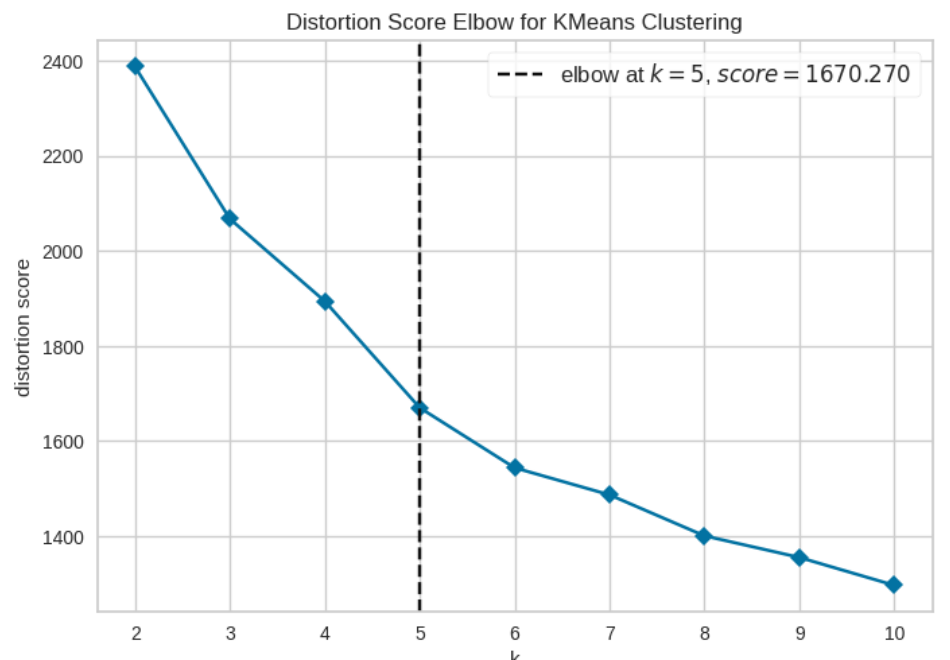 Distortion Score Elbow for KMeans Clustering
elbow at k = 5, score = 1670.270
distortion score
2400
2200
2000
1800
1600
1400
2 3 4 5 6 7 8 9 10
k